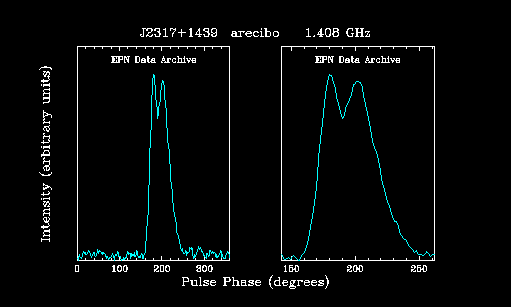 J2317+1439 arecibo 1.408 GHz
EPN Data Archive
EPN Data Archive
Intensity (arbitrary units)
0 100 200 300
150 200 250
Pulse Phase (degrees)